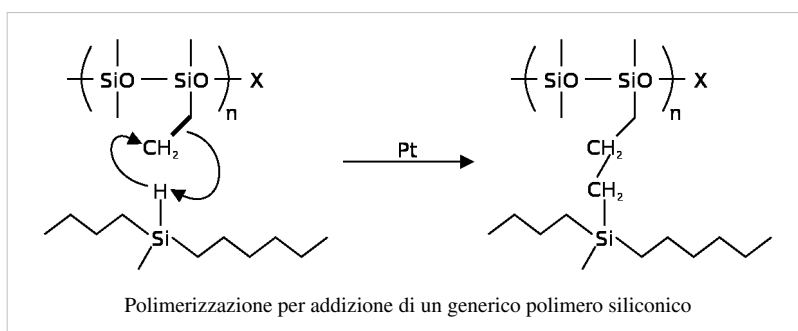 SiO SiO X SiO SiO X
n n
CH₂ Pt CH₂
H CH₂
Si Si
Polimerizzazione per addizione di un generico polimero siliconico